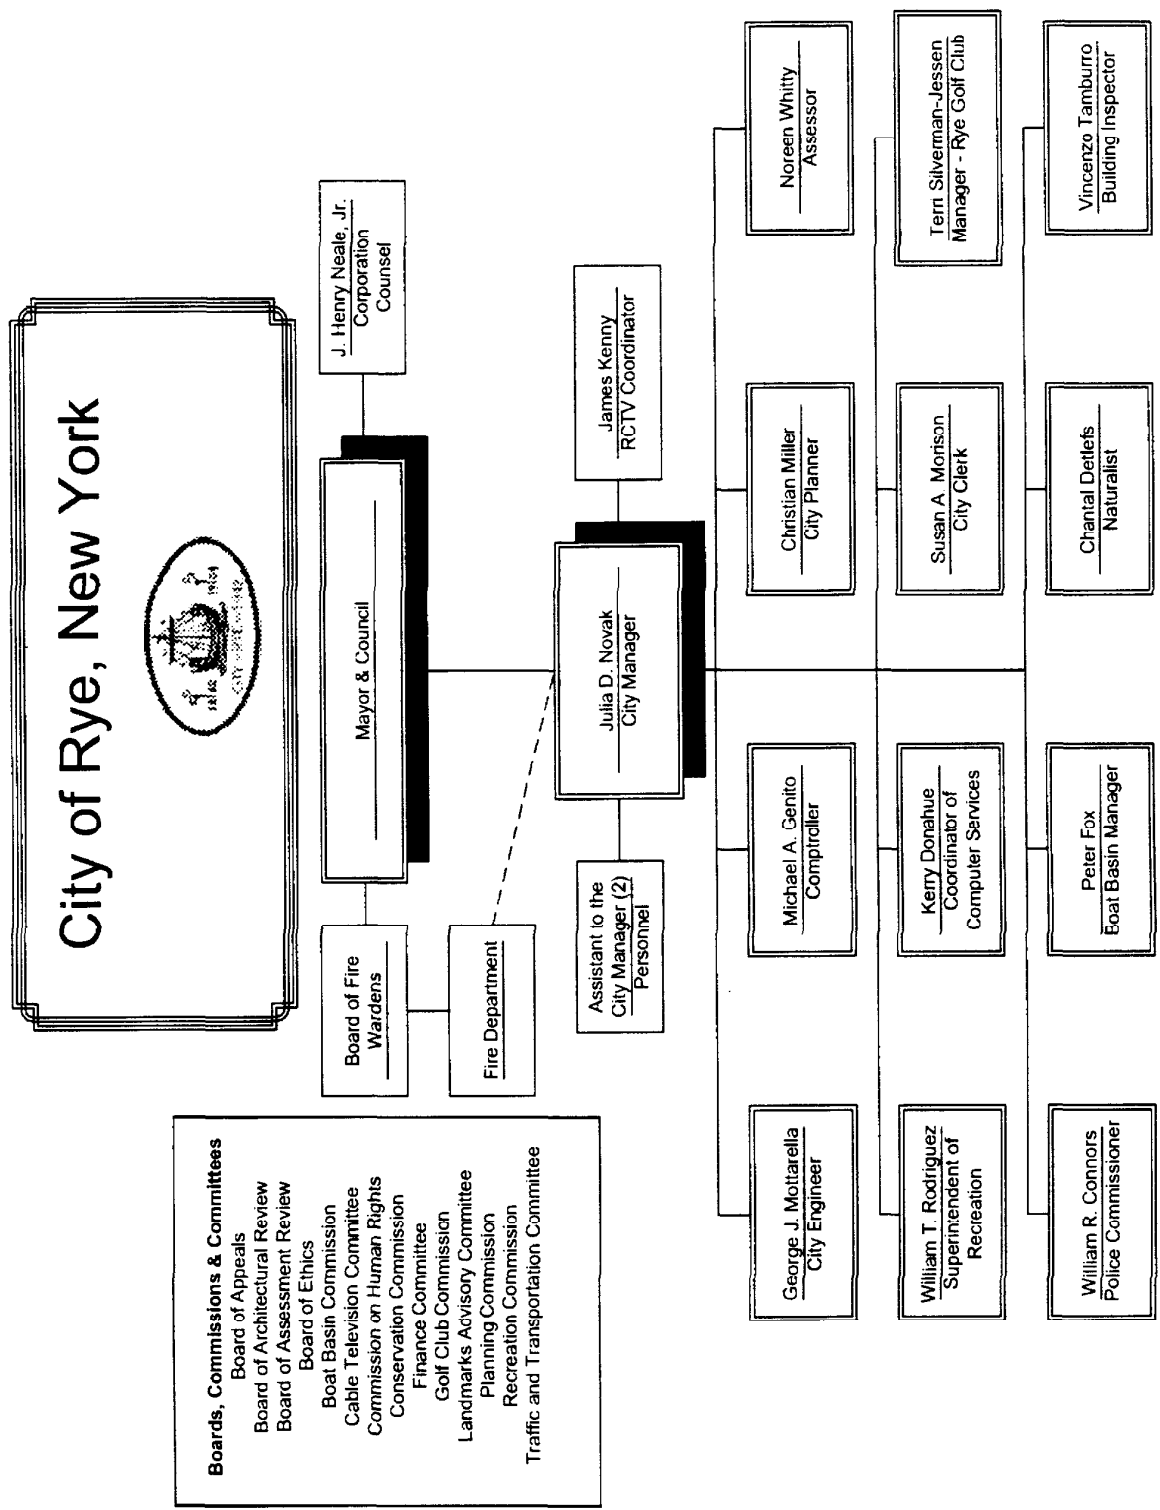 City of Rye, New York
Mayor & Council
J. Henry Neale, Jr.
Corporation
Counsel
Board of Fire
Wardens
Fire Department
Boards, Commissions & Committees
Board of Appeals
Board of Architectural Review
Board of Assessment Review
Board of Ethics
Boat Basin Commission
Cable Television Committee
Commission on Human Rights
Conservation Commission
Finance Committee
Golf Club Commission
Landmarks Advisory Committee
Planning Commission
Recreation Commission
Traffic and Transportation Committee
Assistant to the
City Manager (2)
Personnel
Julia D. Novak
City Manager
James Kenny
RCTV Coordinator
George J. Mottarella
City Engineer
Michael A. Genito
Comptroller
Christian Miller
City Planner
Noreen Whitty
Assessor
William T. Rodriguez
Superintendent of
Recreation
Kerry Donahue
Coordinator of
Computer Services
Susan A. Morison
City Clerk
Terri Silverman-Jessen
Manager - Rye Golf Club
William R. Connors
Police Commissioner
Peter Fox
Boat Basin Manager
Chantal Detlefs
Naturalist
Vincenzo Tamburro
Building Inspector